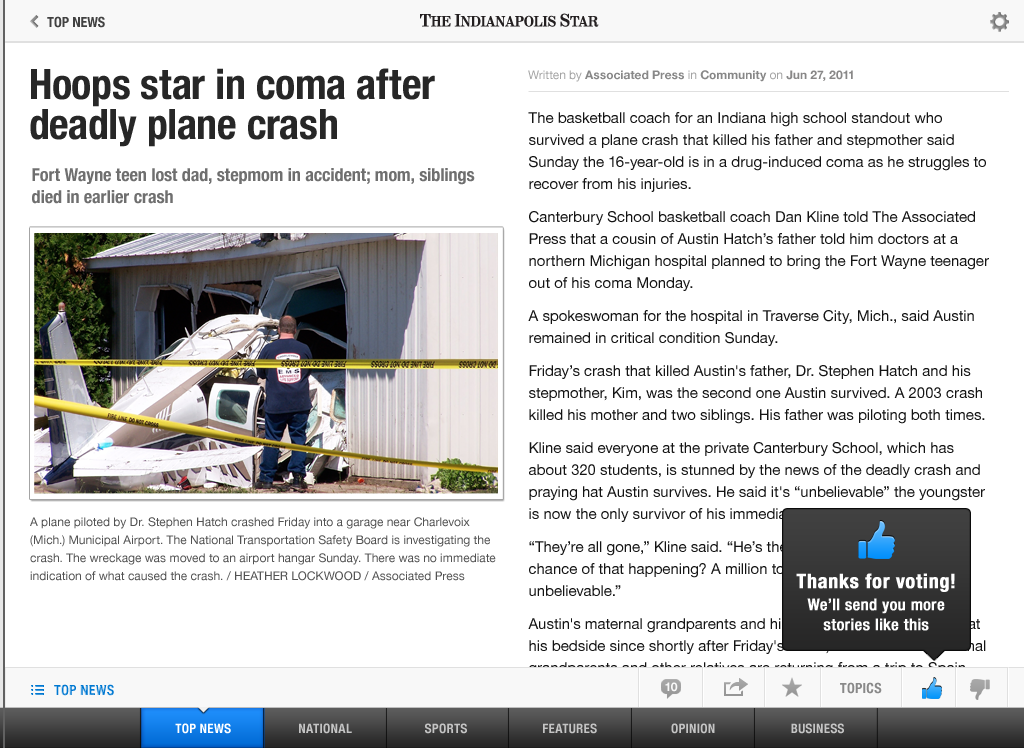 TOP NEWS
THE INDIANAPOLIS STAR
Hoops star in coma after
deadly plane crash
Fort Wayne teen lost dad, stepmom in accident; mom, siblings
died in earlier crash
FIRE LINE DO NOT CROSS
EMS
A plane piloted by Dr. Stephen Hatch crashed Friday into a garage near Charlevoix
(Mich.) Municipal Airport. The National Transportation Safety Board is investigating the
crash. The wreckage was moved to an airport hangar Sunday. There was no immediate
indication of what caused the crash. / HEATHER LOCKWOOD / Associated Press
Written by Associated Press in Community on Jun 27, 2011
The basketball coach for an Indiana high school standout who
survived a plane crash that killed his father and stepmother said
Sunday the 16-year-old is in a drug-induced coma as he struggles to
recover from his injuries.
Canterbury School basketball coach Dan Kline told The Associated
Press that a cousin of Austin Hatch’s father told him doctors at a
northern Michigan hospital planned to bring the Fort Wayne teenager
out of his coma Monday.
A spokeswoman for the hospital in Traverse City, Mich., said Austin
remained in critical condition Sunday.
Friday’s crash that killed Austin's father, Dr. Stephen Hatch and his
stepmother, Kim, was the second one Austin survived. A 2003 crash
killed his mother and two siblings. His father was piloting both times.
Kline said everyone at the private Canterbury School, which has
about 320 students, is stunned by the news of the deadly crash and
praying hat Austin survives. He said it's “unbelievable” the youngster
is now the only survivor of his immedia
“They’re all gone,” Kline said. “He’s the
chance of that happening? A million to
unbelievable.”
Austin's maternal grandparents and hi at
his bedside since shortly after Friday's nal
grandparents and other relatives are returning from a trip to Spain
Thanks for voting!
We’ll send you more
stories like this
TOP NEWS
10
TOPICS
TOP NEWS
NATIONAL
SPORTS
FEATURES
OPINION
BUSINESS